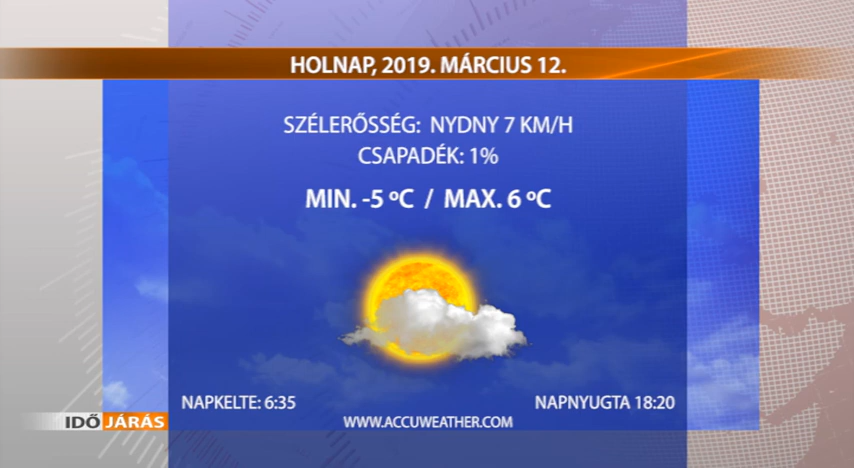 HOLNAP, 2019. MÁRCIUS 12.
SZÉLERŐSSÉG: NYDNY 7 KM/H
CSAPADÉK: 1%
MIN. -5 ºC / MAX. 6 ºC
NAPKELTE: 6:35
NAPNYUGTA 18:20
IDŐJÁRÁS
WWW.ACCUWEATHER.COM